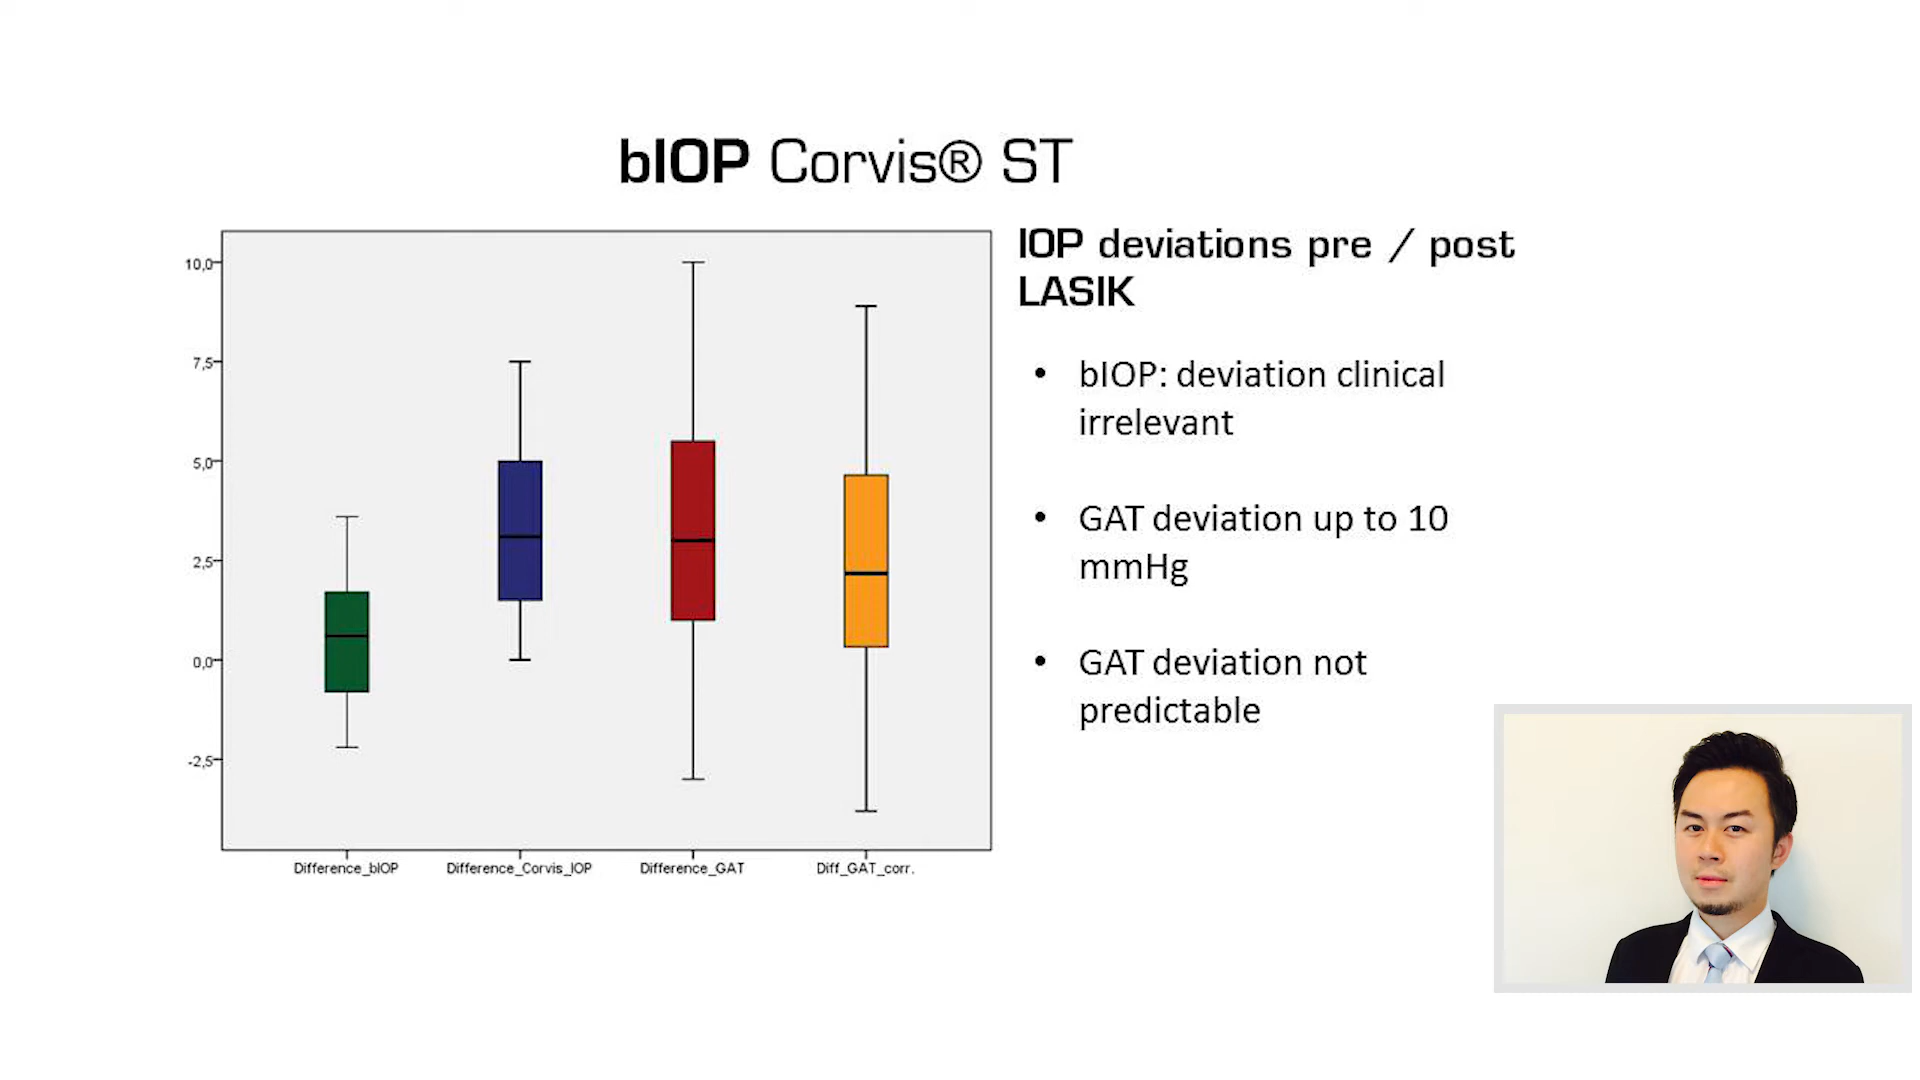 bIOP Corvis® ST
10,0
7,5
5,0
2,5
0,0
-2,5
Difference_bIOP
Difference_Corvis_IOP
Difference_GAT
Diff_GAT_corr.
IOP deviations pre / post
LASIK
• bIOP: deviation clinical
irrelevant
• GAT deviation up to 10
mmHg
• GAT deviation not
predictable